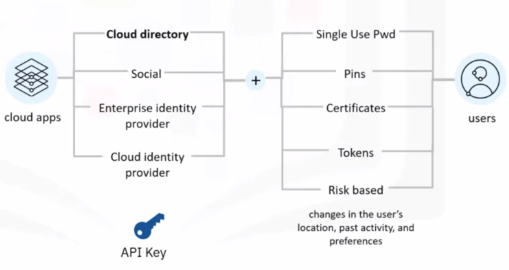 Cloud directory
Social
Enterprise identity
provider
Cloud identity
provider
cloud apps
+
Single Use Pwd
Pins
Certificates
Tokens
Risk based
changes in the user's
location, past activity, and
preferences
users
API Key